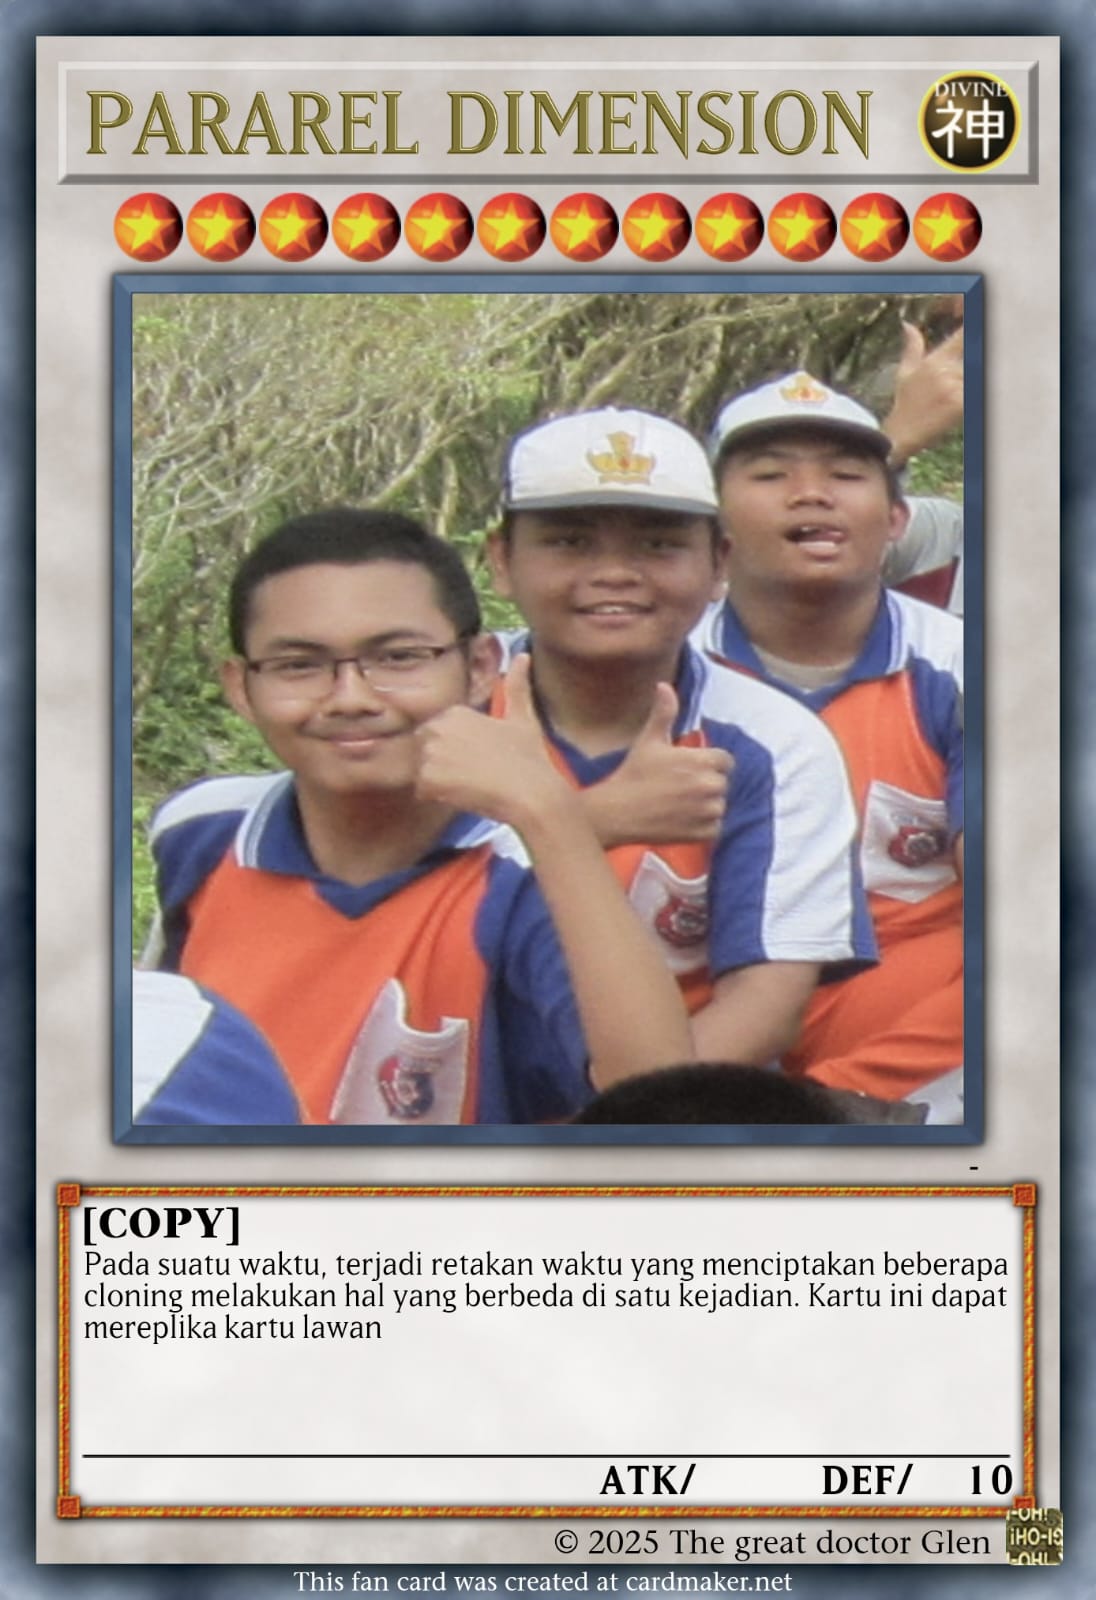 PARAREL DIMENSION
DIVINE
神
-
[COPY]
Pada suatu waktu, terjadi retakan waktu yang menciptakan beberapa
cloning melakukan hal yang berbeda di satu kejadian. Kartu ini dapat
mereplika kartu lawan
ATK/ DEF/ 10
© 2025 The great doctor Glen
This fan card was created at cardmaker.net